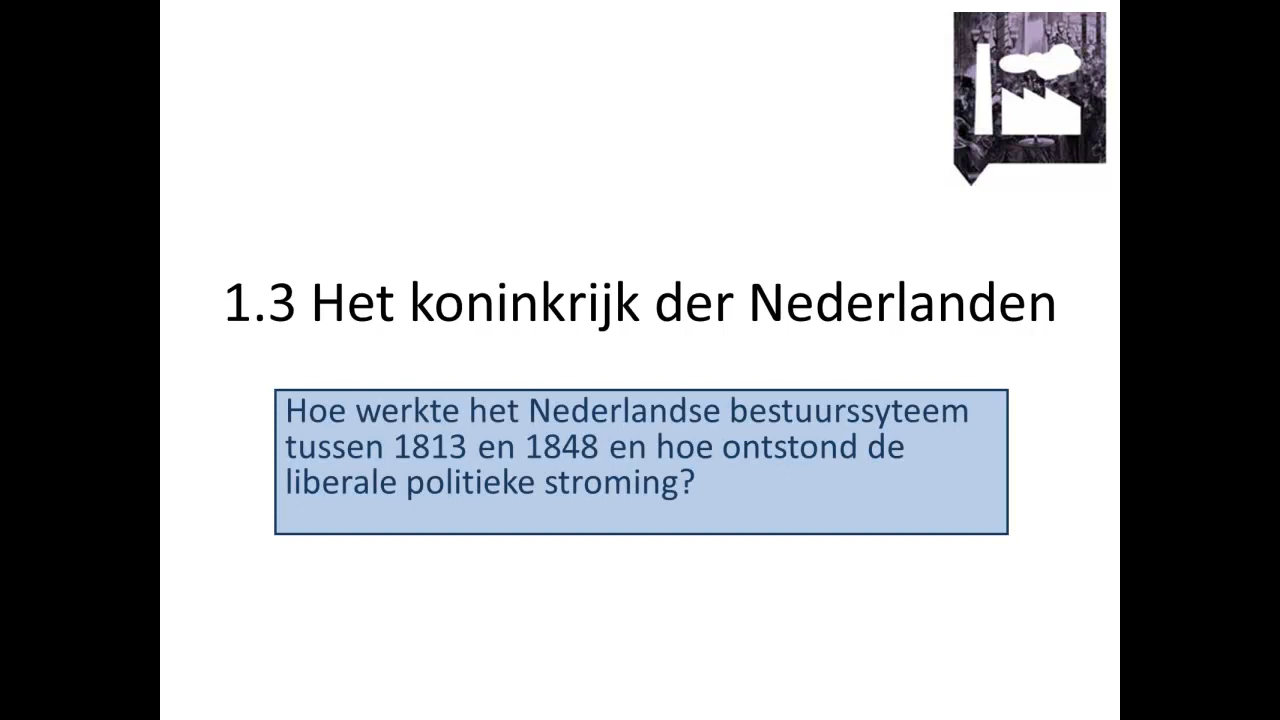 1.3 Het koninkrijk der Nederlanden
Hoe werkte het Nederlandse bestuurssyteem
tussen 1813 en 1848 en hoe ontstond de
liberale politieke stroming?